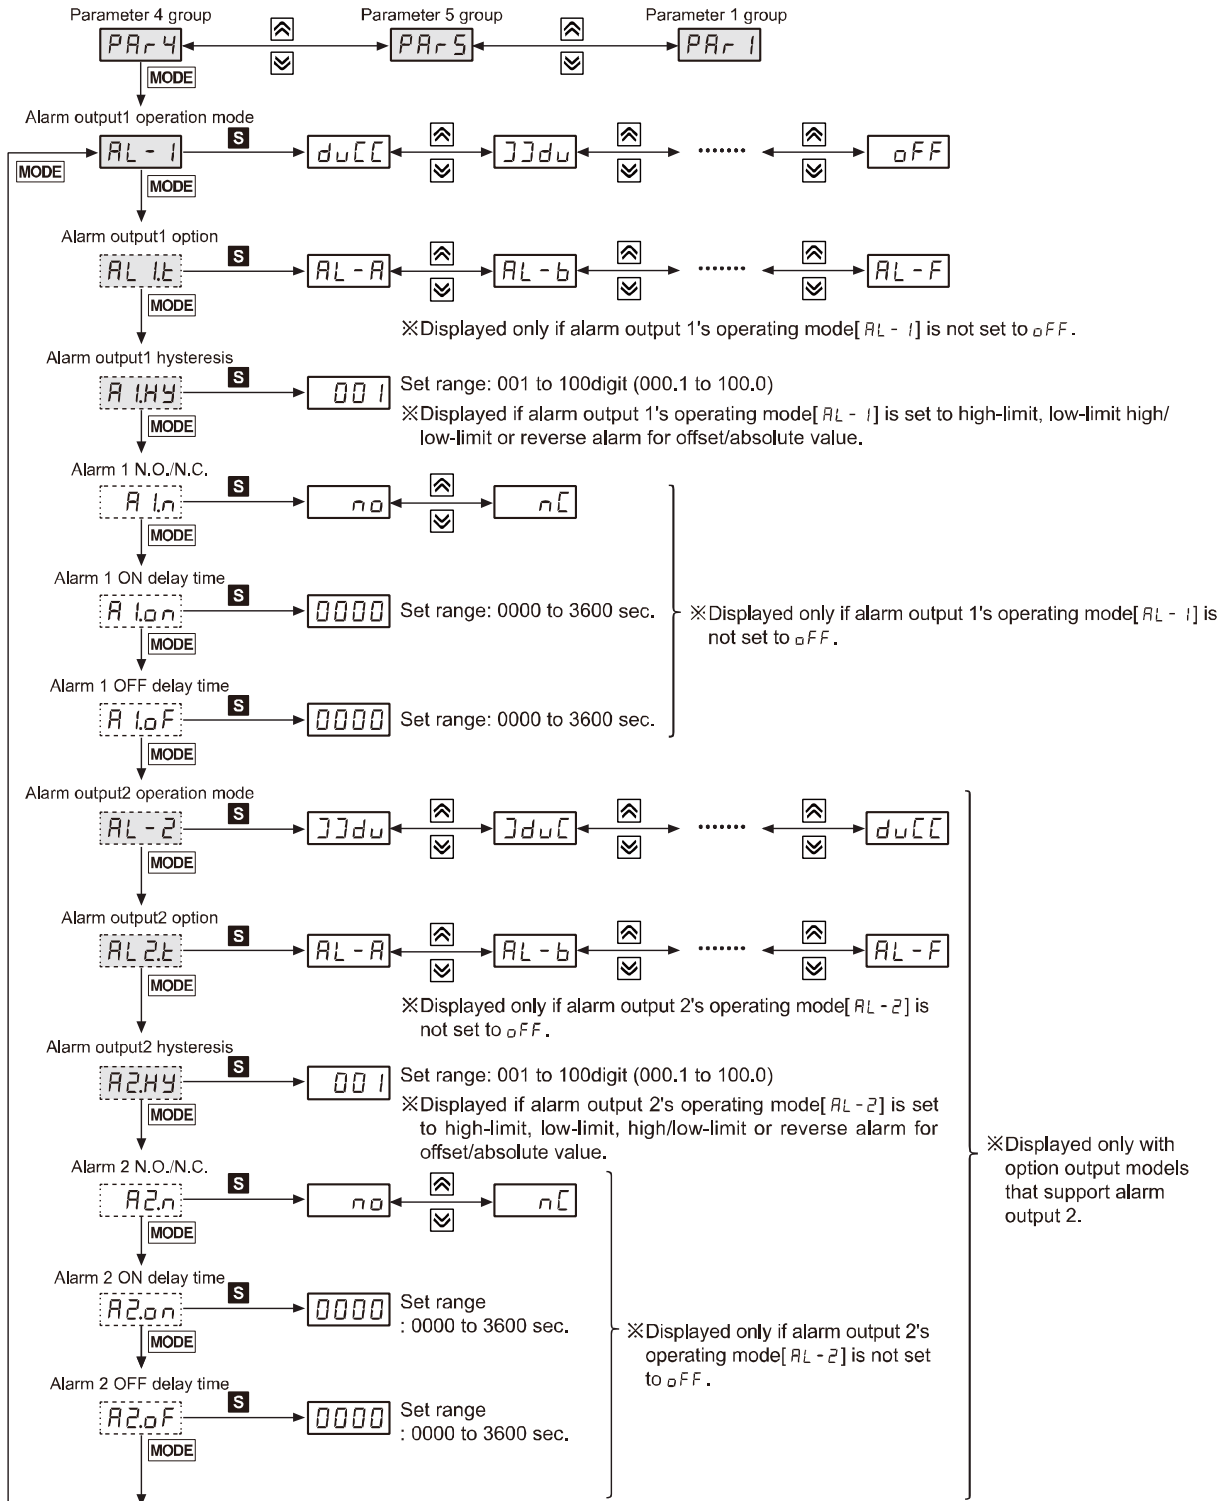 Parameter 4 group Parameter 5 group Parameter 1 group
PAr4 PAr5 PAr1
MODE
Alarm output1 operation mode
MODE AL-1 S duCC JJdu ....... oFF
MODE
Alarm output1 option
AL1.t S AL-A AL-b ....... AL-F
MODE
※Displayed only if alarm output 1's operating mode[AL-1] is not set to oFF.
Alarm output1 hysteresis
A1.HY S 001 Set range: 001 to 100digit (000.1 to 100.0)
MODE
※Displayed if alarm output 1's operating mode[AL-1] is set to high-limit, low-limit high/
low-limit or reverse alarm for offset/absolute value.
Alarm 1 N.O./N.C.
A1.n S no nC
MODE
Alarm 1 ON delay time
A1.on S 0000 Set range: 0000 to 3600 sec.
MODE
※Displayed only if alarm output 1's operating mode[AL-1] is
not set to oFF.
Alarm 1 OFF delay time
A1.oF S 0000 Set range: 0000 to 3600 sec.
MODE
Alarm output2 operation mode
AL-2 S JJdu JduC ....... duCC
MODE
Alarm output2 option
AL2.t S AL-A AL-b ....... AL-F
MODE
※Displayed only if alarm output 2's operating mode[AL-2] is
not set to oFF.
Alarm output2 hysteresis
A2.HY S 001 Set range: 001 to 100digit (000.1 to 100.0)
MODE
※Displayed if alarm output 2's operating mode[AL-2] is set
to high-limit, low-limit, high/low-limit or reverse alarm for
offset/absolute value.
※Displayed only with
option output models
that support alarm
output 2.
Alarm 2 N.O./N.C.
A2.n S no nC
MODE
Alarm 2 ON delay time
A2.on S 0000 Set range
: 0000 to 3600 sec.
MODE
※Displayed only if alarm output 2's
operating mode[AL-2] is not set
to oFF.
Alarm 2 OFF delay time
A2.oF S 0000 Set range
: 0000 to 3600 sec.
MODE